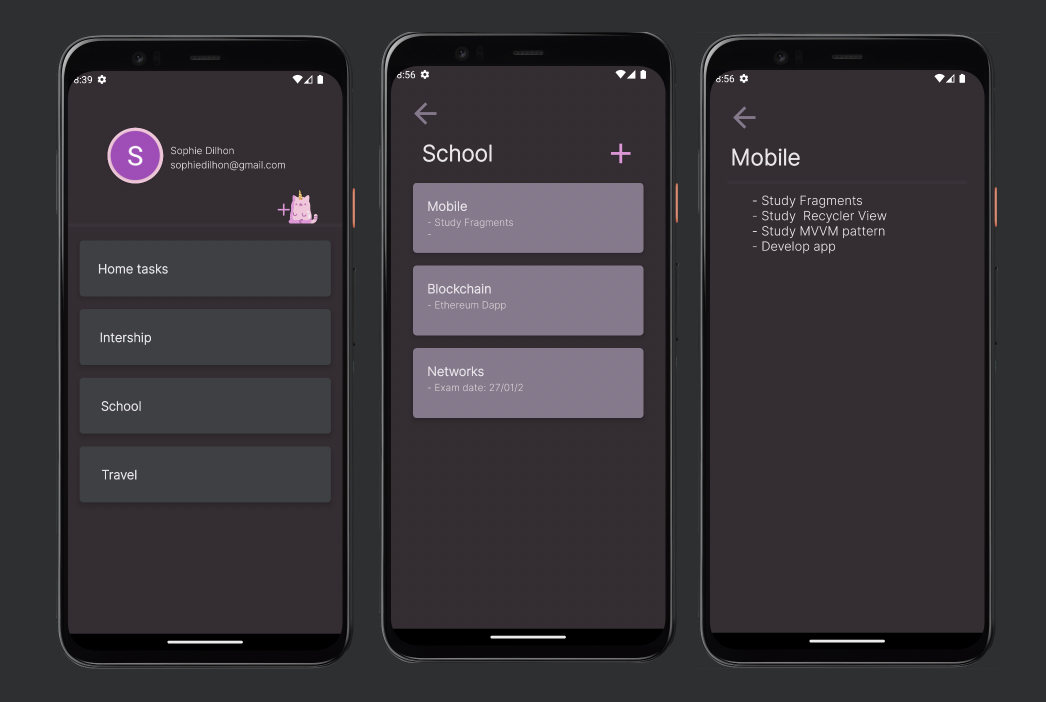 8:39
S
Sophie Dilhon
sophiedilhon@gmail.com
+
Home tasks
Intership
School
Travel
8:56
School
+
Mobile
- Study Fragments
-
Blockchain
- Ethereum Dapp
Networks
- Exam date: 27/01/2
8:56
Mobile
- Study Fragments
- Study  Recycler View
- Study MVVM pattern
- Develop app